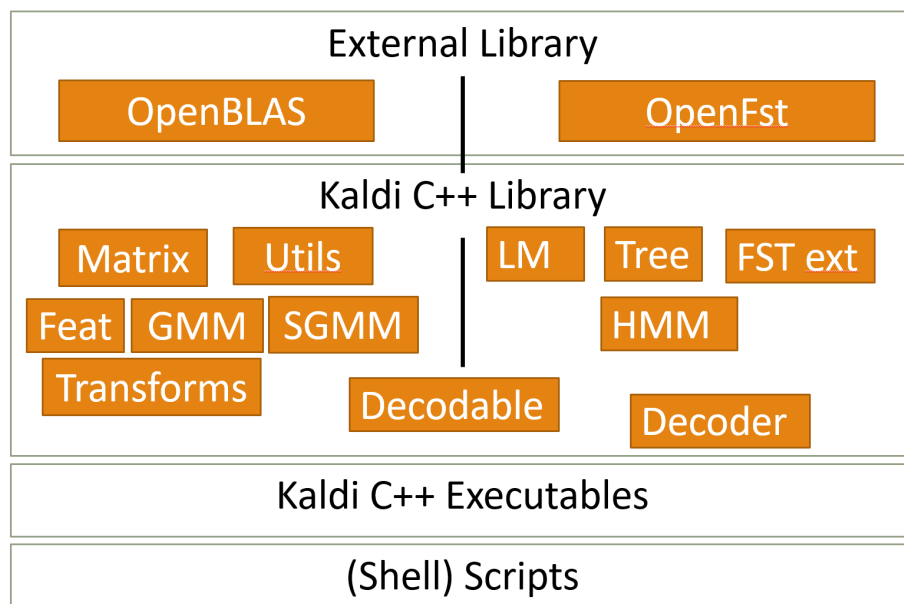 External Library
OpenBLAS
OpenFst
Kaldi C++ Library
Matrix
Utils
LM
Tree
FST ext
Feat
GMM
SGMM
HMM
Transforms
Decodable
Decoder
Kaldi C++ Executables
(Shell) Scripts